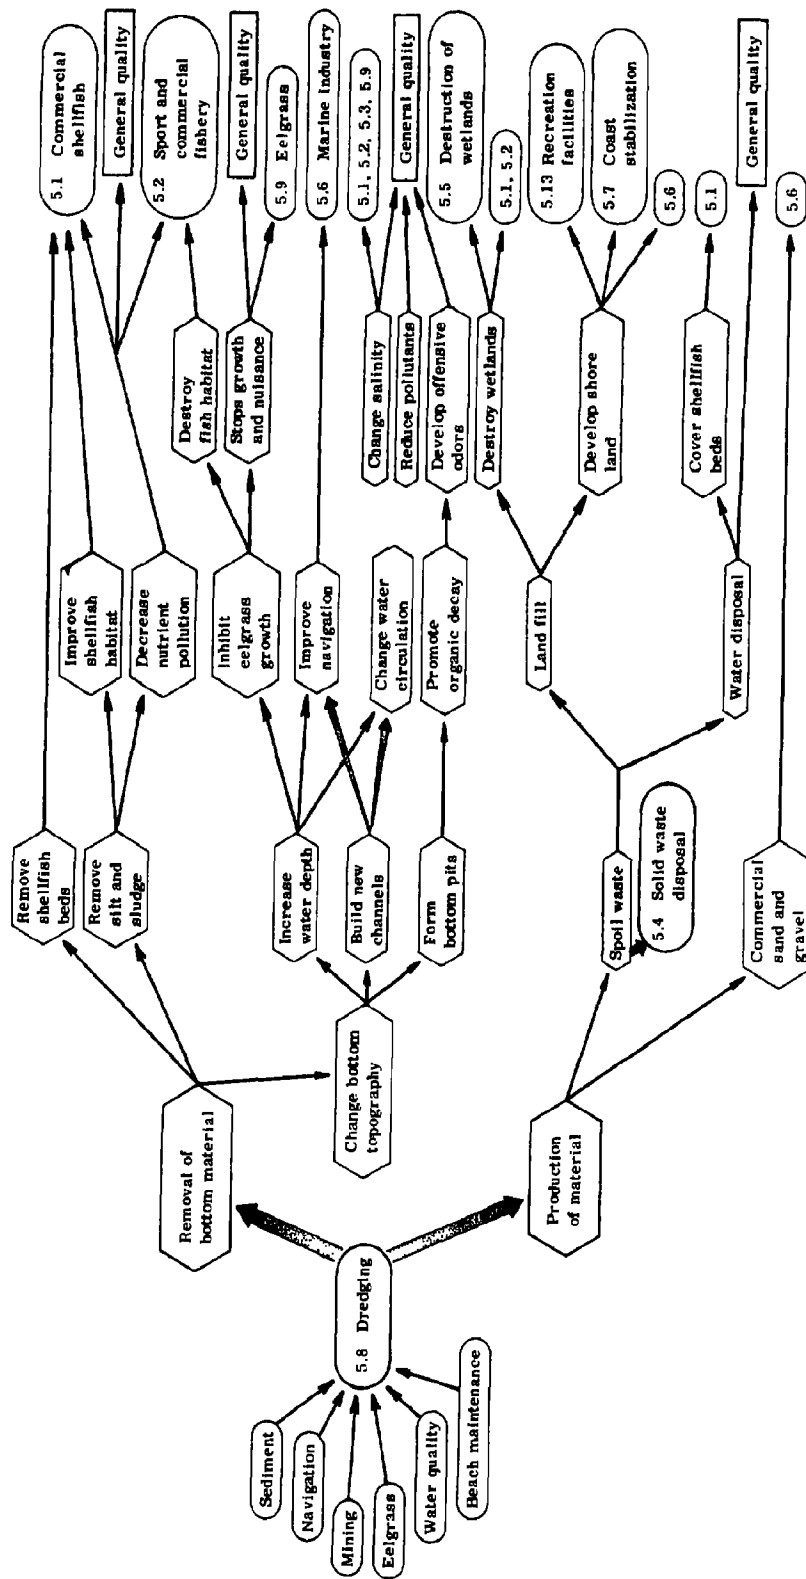 Sediment
Navigation
Mining
Eelgrass
Water quality
Beach maintenance
5.8 Dredging
Removal of
bottom material
Change bottom
topography
Production
of material
Remove
shellfish
beds
Remove
silt and
sludge
Increase
water depth
Build new
channels
Form
bottom pits
Spoil waste
5.4 Solid waste
disposal
Commercial
sand and
gravel
Improve
shellfish
habitat
Decrease
nutrient
pollution
Inhibit
eelgrass
growth
Improve
navigation
Change water
circulation
Promote
organic decay
Land fill
Water disposal
Destroy
fish habitat
Stops growth
and nuisance
Change salinity
Reduce pollutants
Develop offensive
odors
Destroy wetlands
Develop shore
land
Cover shellfish
beds
5.1 Commercial
shellfish
General quality
5.2 Sport and
commercial
fishery
General quality
5.9 Eelgrass
5.6 Marine industry
5.1, 5.2, 5.3, 5.9
General quality
5.5 Destruction of
wetlands
5.1, 5.2
5.13 Recreation
facilities
5.7 Coast
stabilization
5.6
5.1
General quality
5.6